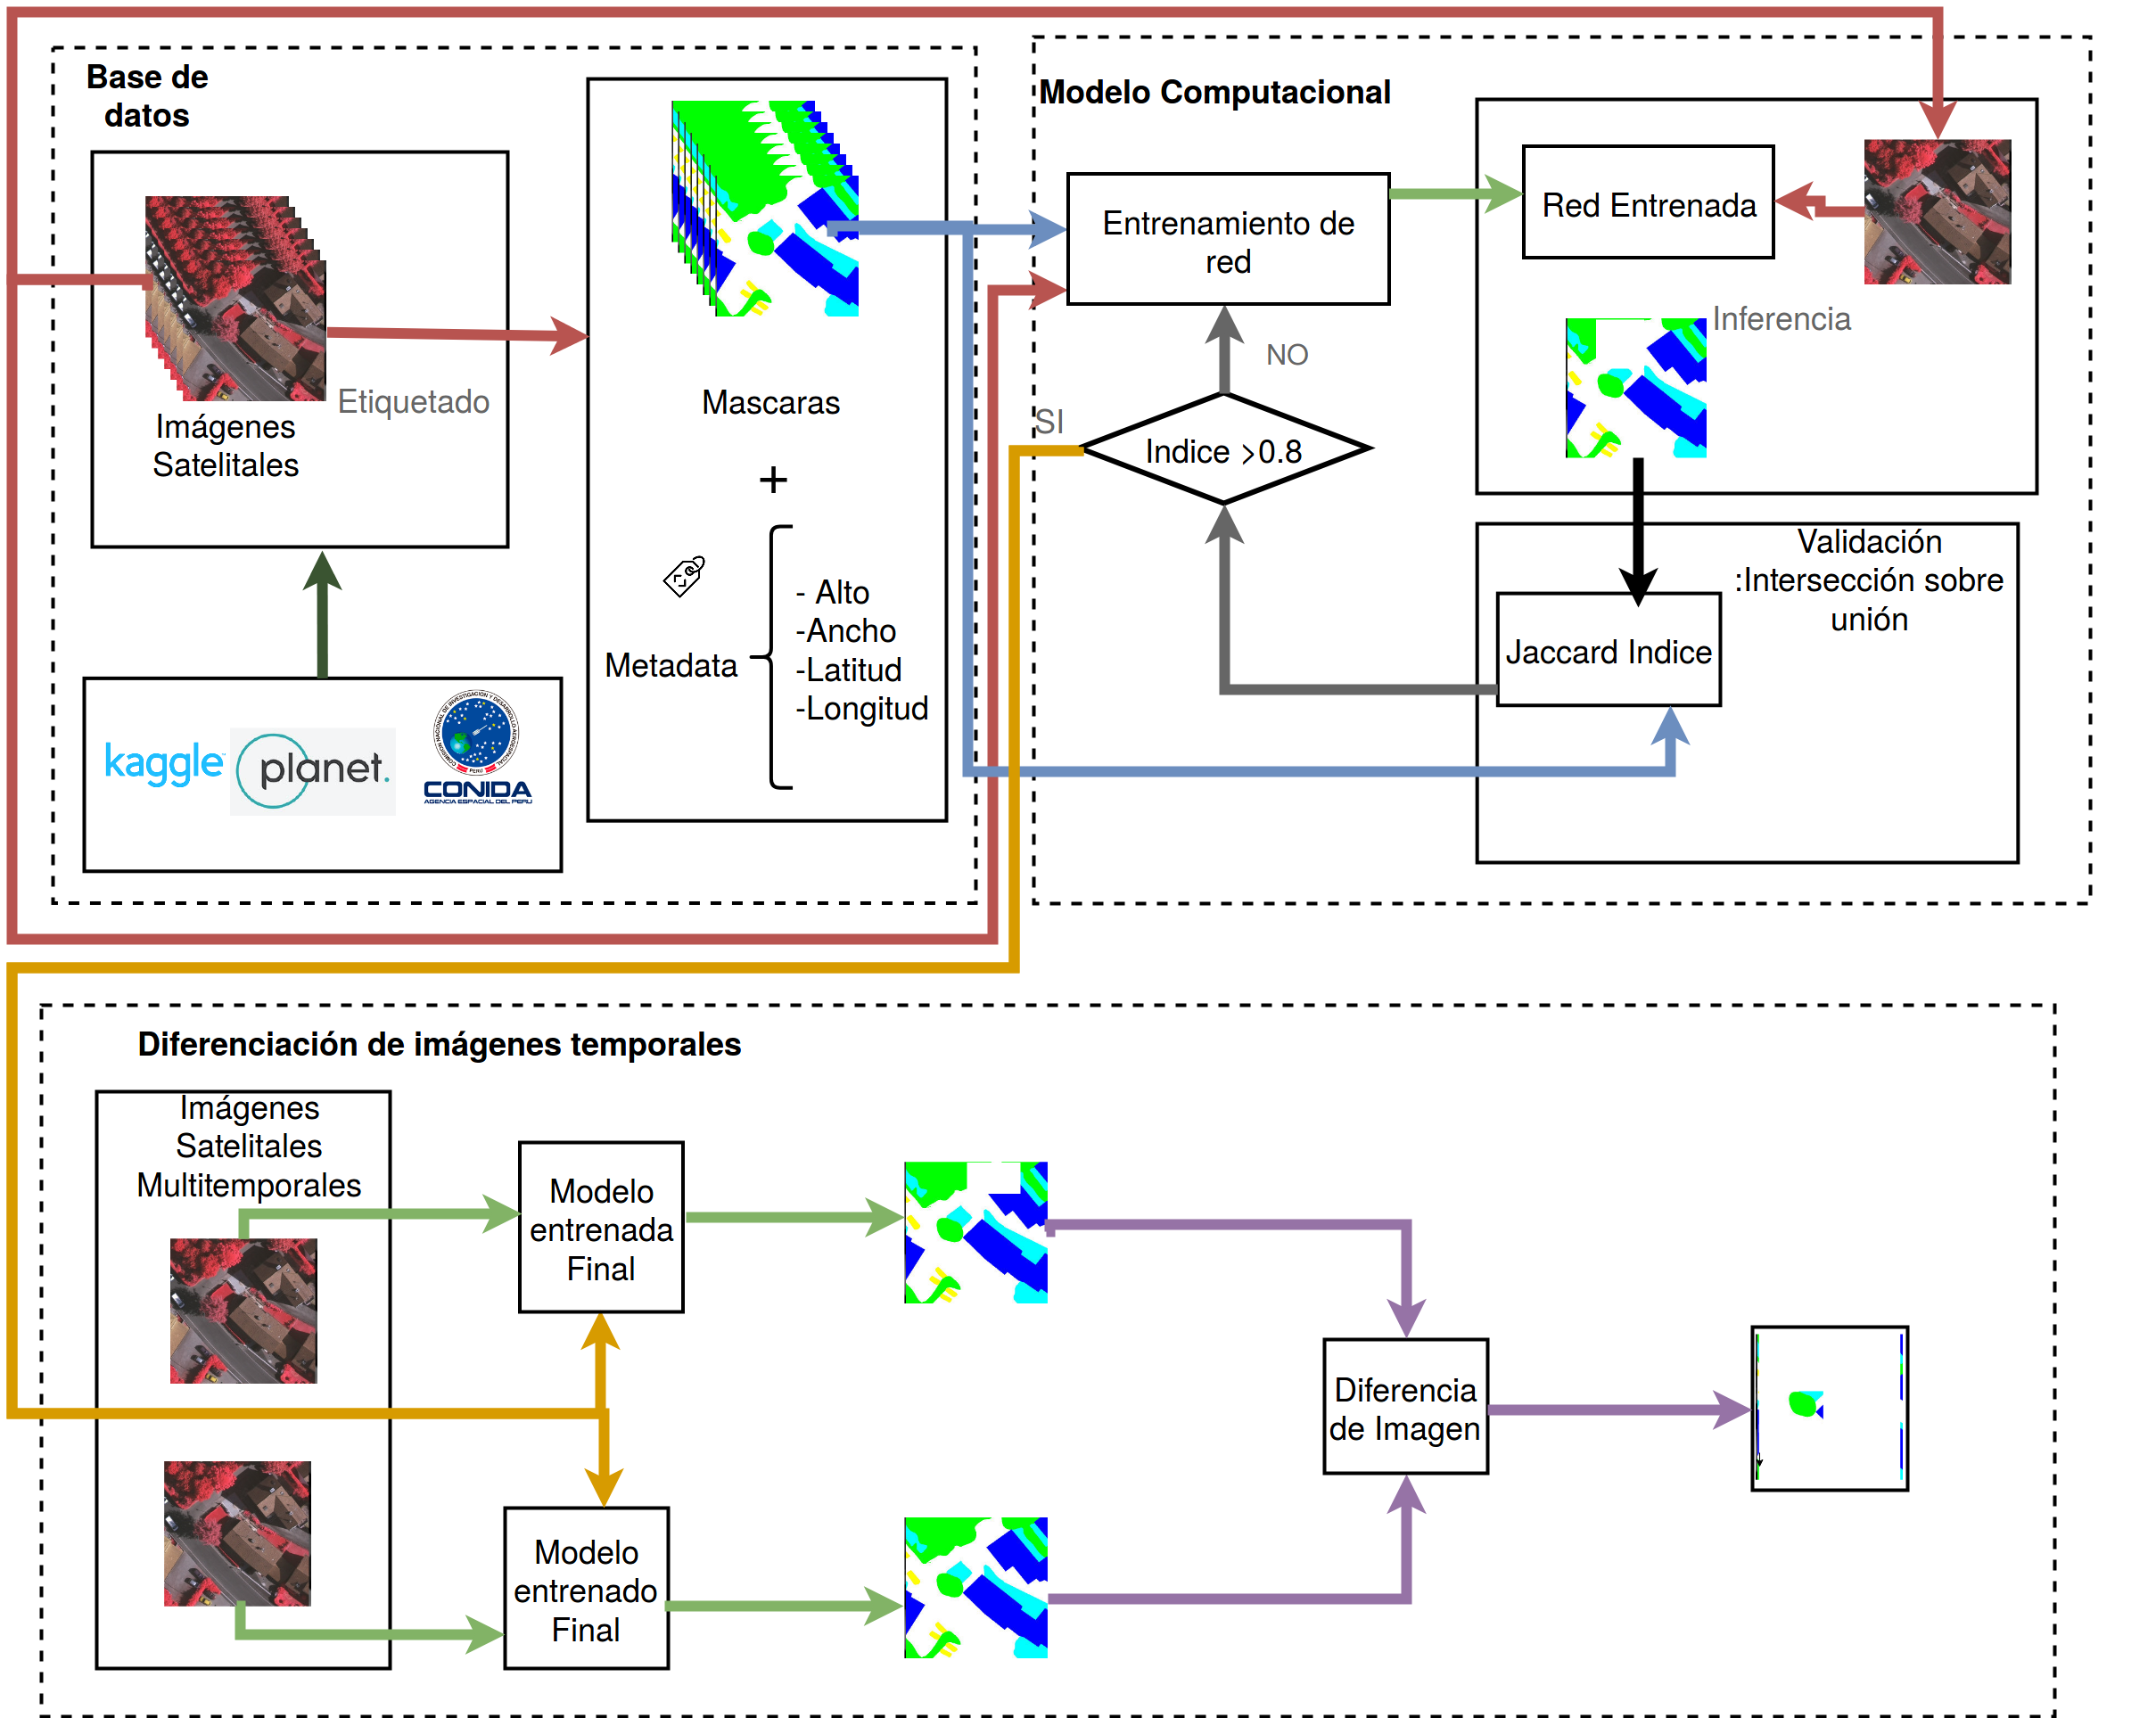 Base de
datos
Imágenes
Satelitales
Etiquetado
kaggle
planet.
CONIDA
AGENCIA ESPACIAL DEL PERU
Mascaras
+
Metadata
- Alto
-Ancho
-Latitud
-Longitud
Modelo Computacional
Entrenamiento de
red
Red Entrenada
Inferencia
NO
SI
Indice >0.8
Validación
:Intersección sobre
unión
Jaccard Indice
Diferenciación de imágenes temporales
Imágenes
Satelitales
Multitemporales
Modelo
entrenada
Final
Modelo
entrenado
Final
Diferencia
de Imagen